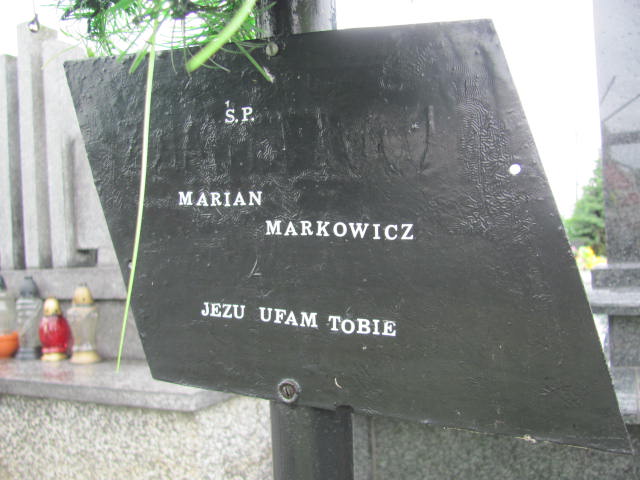 Ś.P.
MARIAN
MARKOWICZ
JEZU UFAM ToBIE